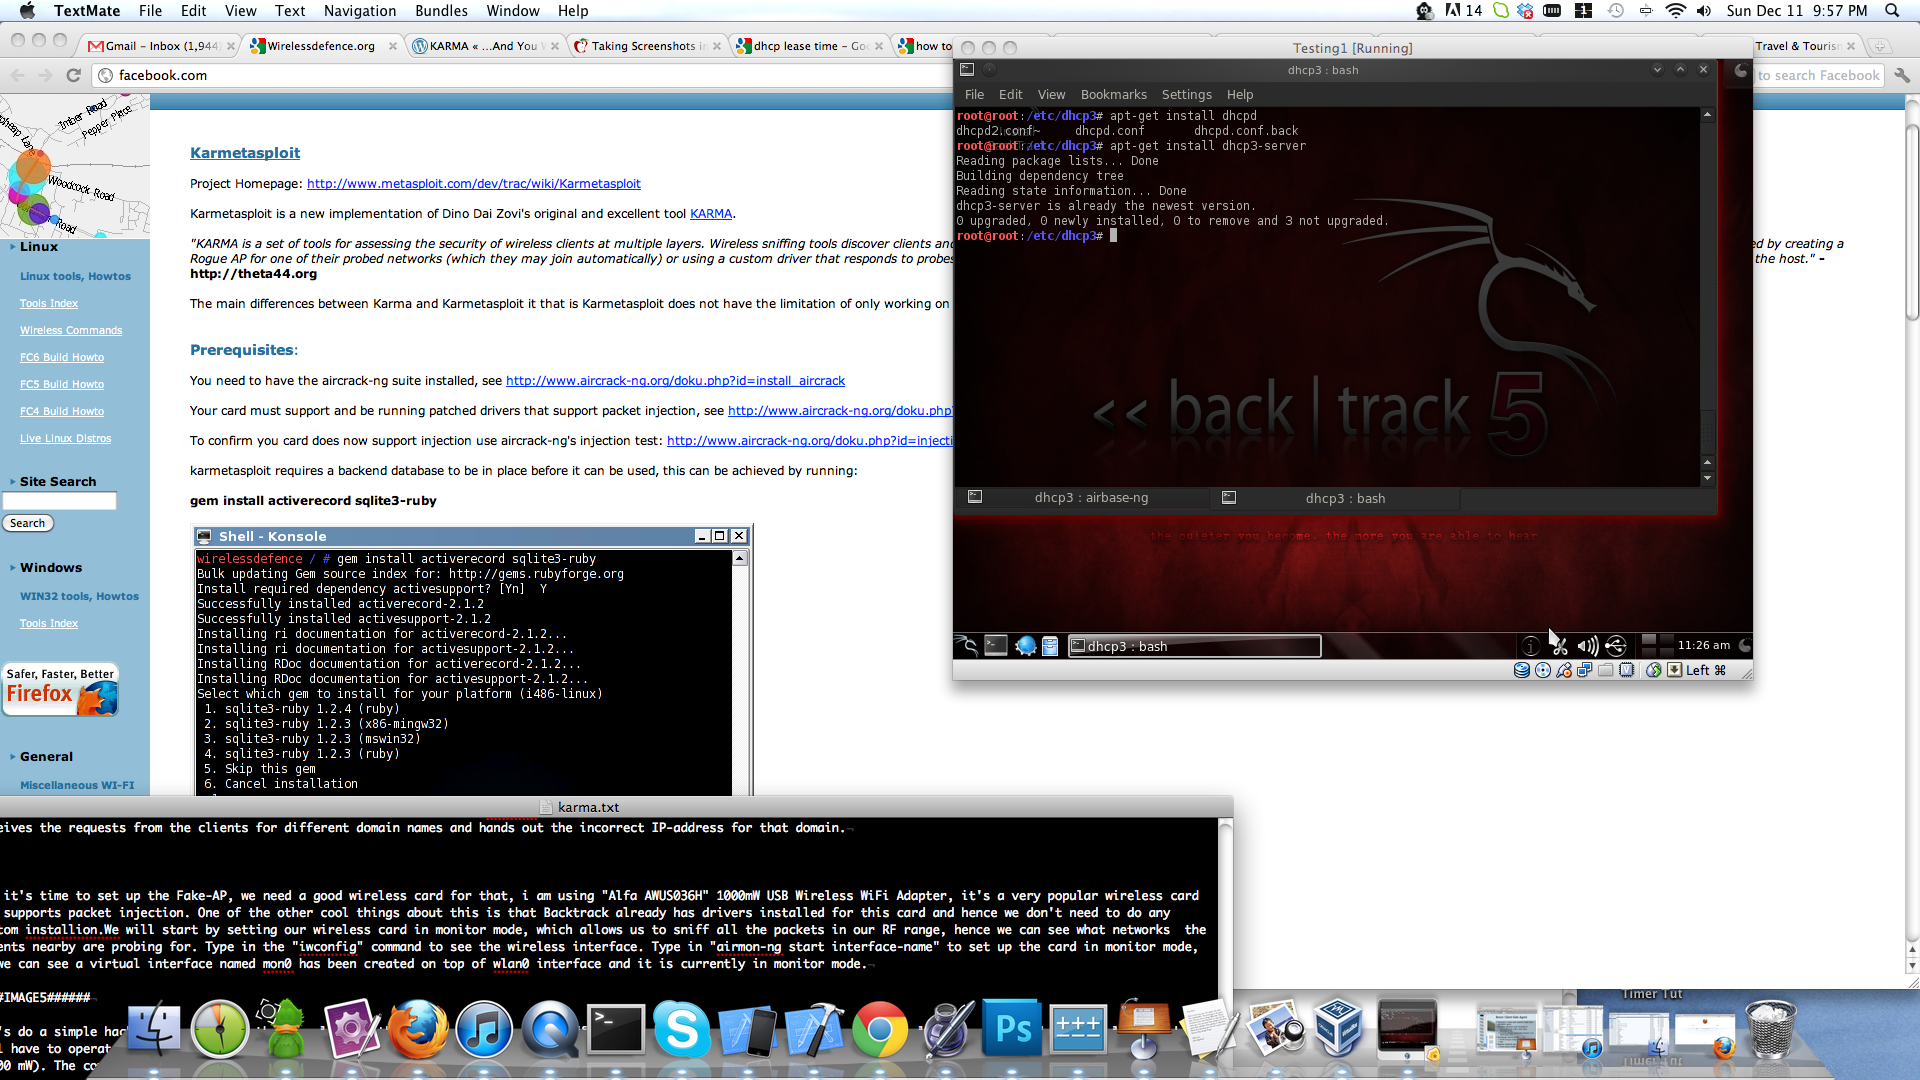 TextMate File Edit View Text Navigation Bundles Window Help
14
Sun Dec 11 9:57 PM
Gmail – Inbox (1,944)
Wirelessdefence.org
KARMA « …And You W
Taking Screenshots in
dhcp lease time – Goo
how to
Travel & Tourism
facebook.com
to search Facebook
Imber Road
Pepper Place
Woodcock Road
Road
Linux
Linux tools, Howtos
Tools Index
Wireless Commands
FC6 Build Howto
FC5 Build Howto
FC4 Build Howto
Live Linux Distros
Site Search
Search
Windows
WIN32 tools, Howtos
Tools Index
Safer, Faster, Better
Firefox
General
Miscellaneous WI-FI
Karmetasploit
Project Homepage: http://www.metasploit.com/dev/trac/wiki/Karmetasploit
Karmetasploit is a new implementation of Dino Dai Zovi's original and excellent tool KARMA.
"KARMA is a set of tools for assessing the security of wireless clients at multiple layers. Wireless sniffing tools discover clients and
d by creating a
Rogue AP for one of their probed networks (which they may join automatically) or using a custom driver that responds to probes
the host." -
http://theta44.org
The main differences between Karma and Karmetasploit it that is Karmetasploit does not have the limitation of only working on
Prerequisites:
You need to have the aircrack-ng suite installed, see http://www.aircrack-ng.org/doku.php?id=install_aircrack
Your card must support and be running patched drivers that support packet injection, see http://www.aircrack-ng.org/doku.php?
To confirm you card does now support injection use aircrack-ng's injection test: http://www.aircrack-ng.org/doku.php?id=injecti
karmetasploit requires a backend database to be in place before it can be used, this can be achieved by running:
gem install activerecord sqlite3-ruby
Shell - Konsole
wirelessdefence / # gem install activerecord sqlite3-ruby
Bulk updating Gem source index for: http://gems.rubyforge.org
Install required dependency activesupport? [Yn] Y
Successfully installed activerecord-2.1.2
Successfully installed activesupport-2.1.2
Installing ri documentation for activerecord-2.1.2...
Installing ri documentation for activesupport-2.1.2...
Installing RDoc documentation for activerecord-2.1.2...
Installing RDoc documentation for activesupport-2.1.2...
Select which gem to install for your platform (i486-linux)
1. sqlite3-ruby 1.2.4 (ruby)
2. sqlite3-ruby 1.2.3 (x86-mingw32)
3. sqlite3-ruby 1.2.3 (mswin32)
4. sqlite3-ruby 1.2.3 (ruby)
5. Skip this gem
6. Cancel installation
Testing1 [Running]
dhcp3 : bash
File Edit View Bookmarks Settings Help
root@root:/etc/dhcp3# apt-get install dhcpd
dhcpd2.conf~ dhcpd.conf dhcpd.conf.back
root@root:/etc/dhcp3# apt-get install dhcp3-server
Reading package lists... Done
Building dependency tree
Reading state information... Done
dhcp3-server is already the newest version.
0 upgraded, 0 newly installed, 0 to remove and 3 not upgraded.
root@root:/etc/dhcp3#
<< back | track 5
dhcp3 : airbase-ng
dhcp3 : bash
the quieter you become, the more you are able to hear
dhcp3 : bash
11:26 am
Left ⌘
karma.txt
eives the requests from the clients for different domain names and hands out the incorrect IP-address for that domain.
it's time to set up the Fake-AP, we need a good wireless card for that, i am using "Alfa AWUS036H" 1000mW USB Wireless WiFi Adapter, it's a very popular wireless card
supports packet injection. One of the other cool things about this is that Backtrack already has drivers installed for this card and hence we don't need to do any
om installion.We will start by setting our wireless card in monitor mode, which allows us to sniff all the packets in our RF range, hence we can see what networks the
ents nearby are probing for. Type in the "iwconfig" command to see the wireless interface. Type in "airmon-ng start interface-name" to set up the card in monitor mode,
we can see a virtual interface named mon0 has been created on top of wlan0 interface and it is currently in monitor mode.
#IMAGE5######
's do a simple hac
l have to operat
00 mW). The co
Ps
Timer Tut